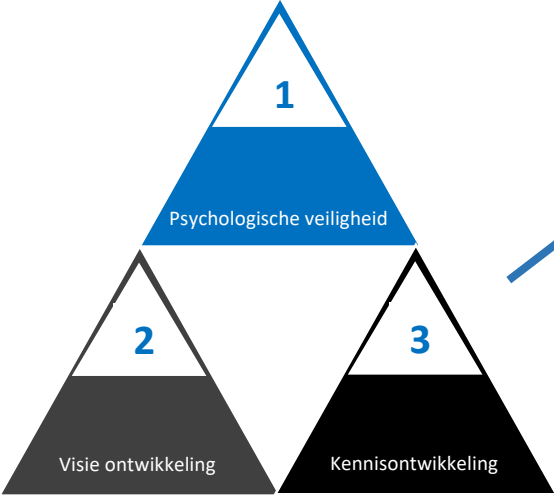 1
Psychologische veiligheid
2
3
Visie ontwikkeling
Kennisontwikkeling